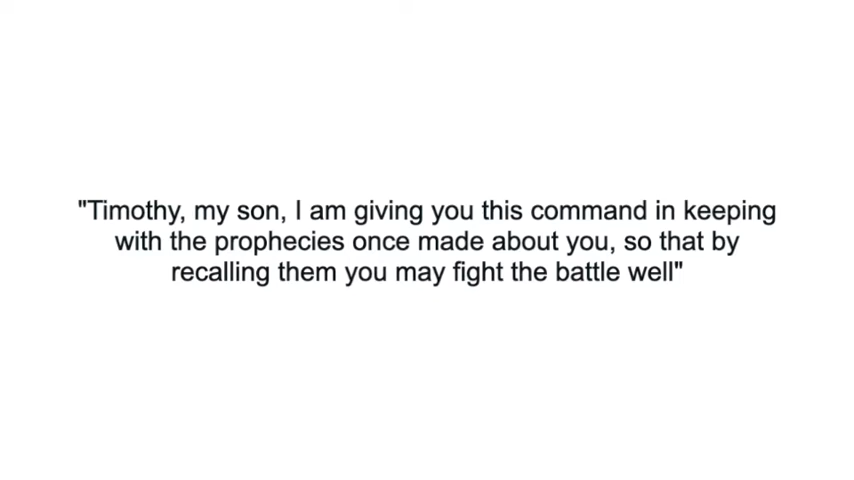 "Timothy, my son, I am giving you this command in keeping
with the prophecies once made about you, so that by
recalling them you may fight the battle well"